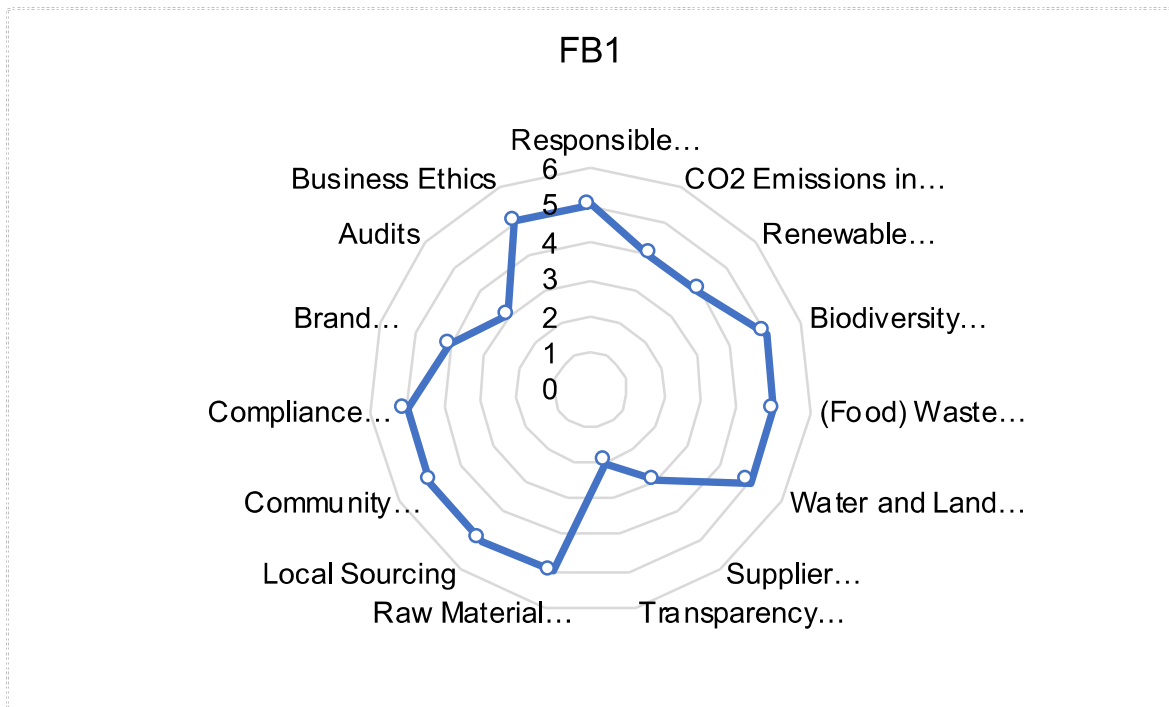 FB1
Responsible…
CO2 Emissions in…
Renewable…
Biodiversity…
(Food) Waste…
Water and Land…
Supplier…
Transparency…
Raw Material…
Local Sourcing
Community…
Compliance…
Brand…
Audits
Business Ethics
6
5
4
3
2
1
0